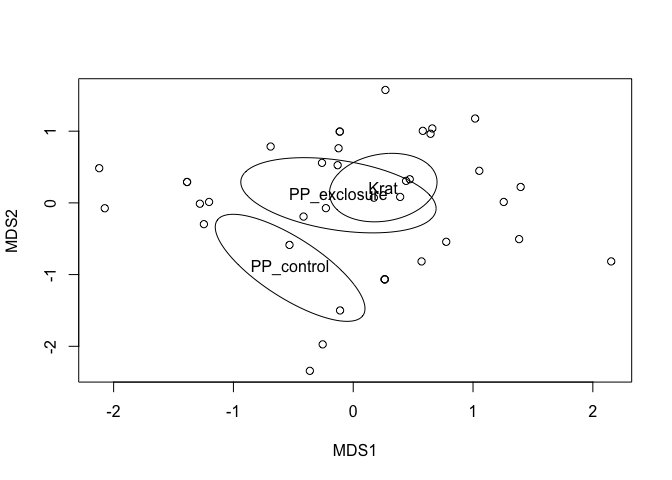 MDS2
1
0
-1
-2
Krat
PP_exclosure
PP_control
-2
-1
0
1
2
MDS1